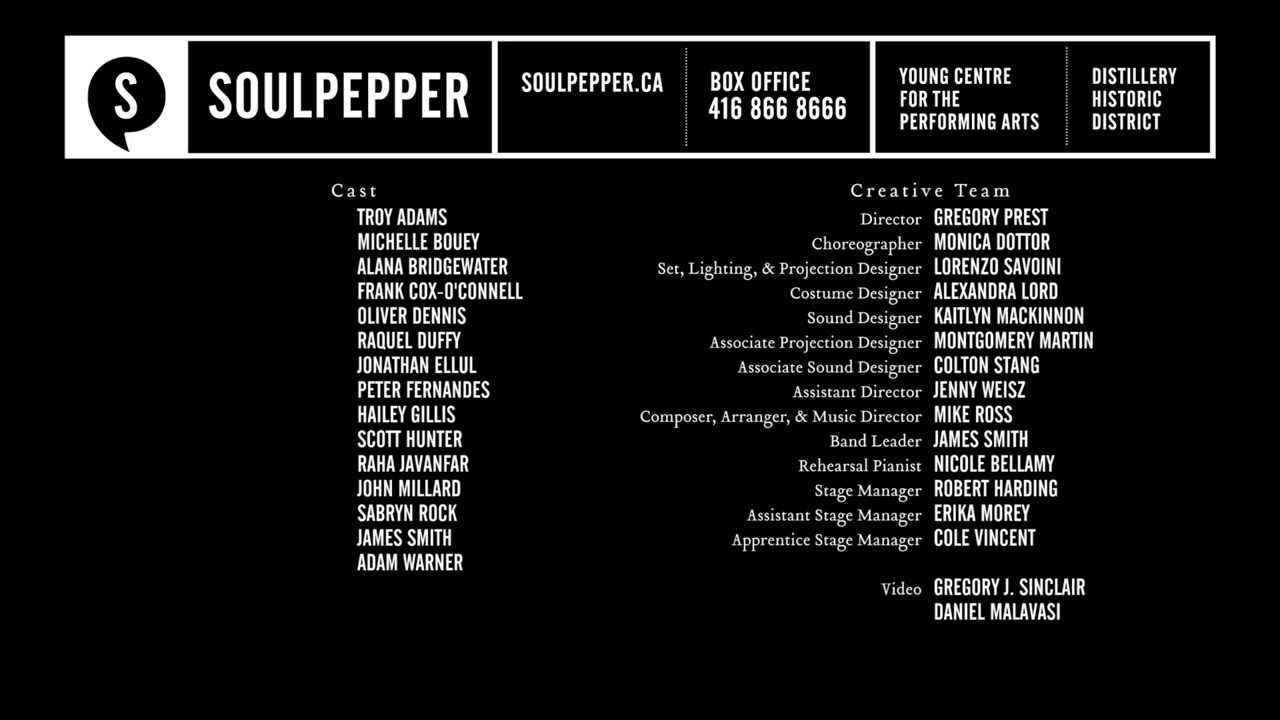 S SOULPEPPER
SOULPEPPER.CA
BOX OFFICE
416 866 8666
YOUNG CENTRE
FOR THE
PERFORMING ARTS
DISTILLERY
HISTORIC
DISTRICT
Cast
TROY ADAMS
MICHELLE BOUEY
ALANA BRIDGEWATER
FRANK COX-O'CONNELL
OLIVER DENNIS
RAQUEL DUFFY
JONATHAN ELLUL
PETER FERNANDES
HAILEY GILLIS
SCOTT HUNTER
RAHA JAVANFAR
JOHN MILLARD
SABRYN ROCK
JAMES SMITH
ADAM WARNER
Creative Team
Director GREGORY PREST
Choreographer MONICA DOTTOR
Set, Lighting, & Projection Designer LORENZO SAVOINI
Costume Designer ALEXANDRA LORD
Sound Designer KAITLYN MACKINNON
Associate Projection Designer MONTGOMERY MARTIN
Associate Sound Designer COLTON STANG
Assistant Director JENNY WEISZ
Composer, Arranger, & Music Director MIKE ROSS
Band Leader JAMES SMITH
Rehearsal Pianist NICOLE BELLAMY
Stage Manager ROBERT HARDING
Assistant Stage Manager ERIKA MOREY
Apprentice Stage Manager COLE VINCENT
Video GREGORY J. SINCLAIR
DANIEL MALAVASI